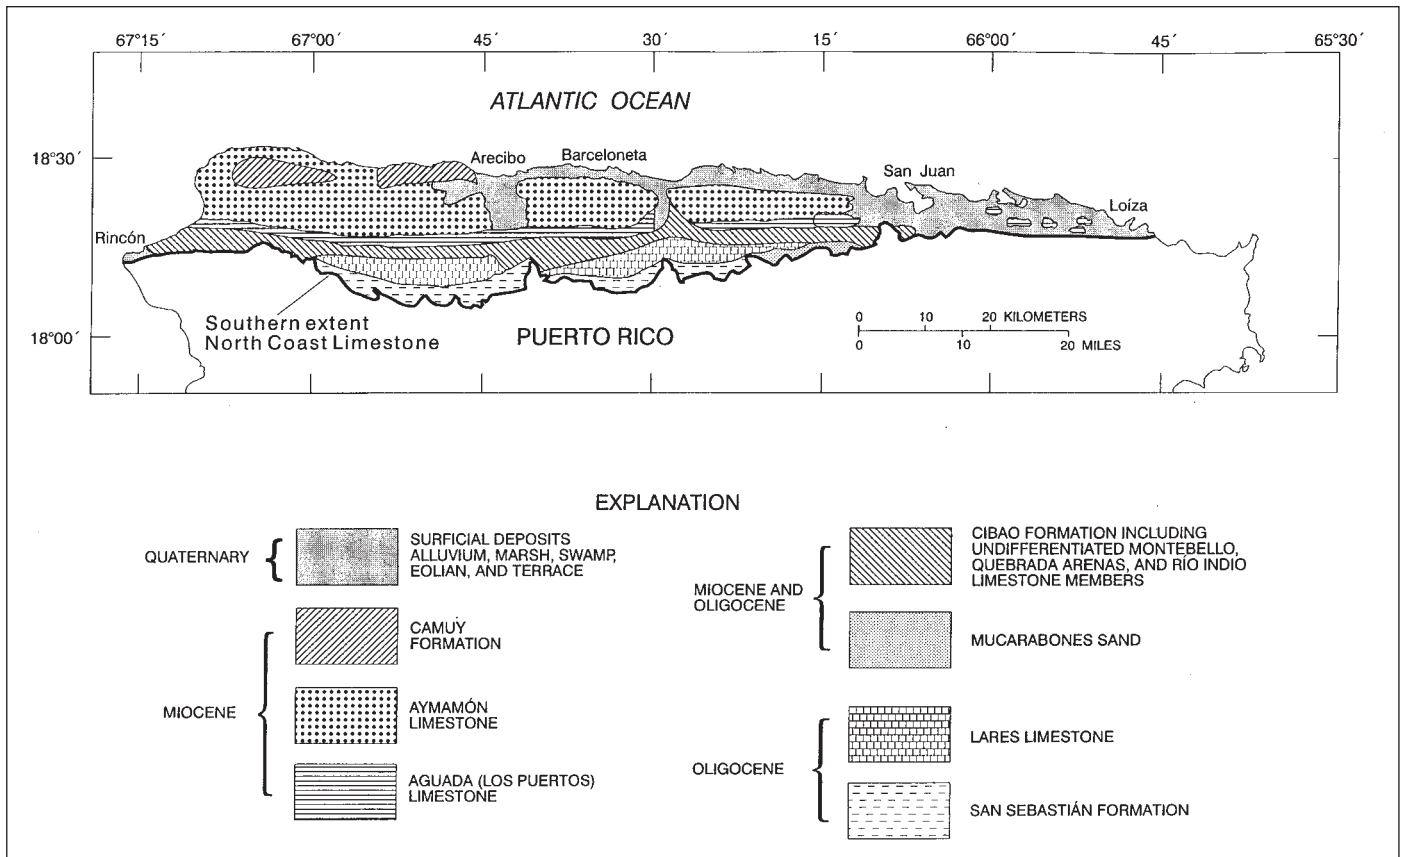 67°15′ 67°00′ 45′ 30′ 15′ 66°00′ 45′ 65°30′
ATLANTIC OCEAN
18°30′
Arecibo
Barceloneta
San Juan
Loíza
Rincón
Southern extent
North Coast Limestone
PUERTO RICO
0 10 20 KILOMETERS
0 10 20 MILES
18°00′
EXPLANATION
QUATERNARY
SURFICIAL DEPOSITS
ALLUVIUM, MARSH, SWAMP,
EOLIAN, AND TERRACE
MIOCENE
CAMUY
FORMATION
AYMAMÓN
LIMESTONE
AGUADA (LOS PUERTOS)
LIMESTONE
MIOCENE AND
OLIGOCENE
CIBAO FORMATION INCLUDING
UNDIFFERENTIATED MONTEBELLO,
QUEBRADA ARENAS, AND RÍO INDIO
LIMESTONE MEMBERS
MUCARABONES SAND
OLIGOCENE
LARES LIMESTONE
SAN SEBASTIÁN FORMATION